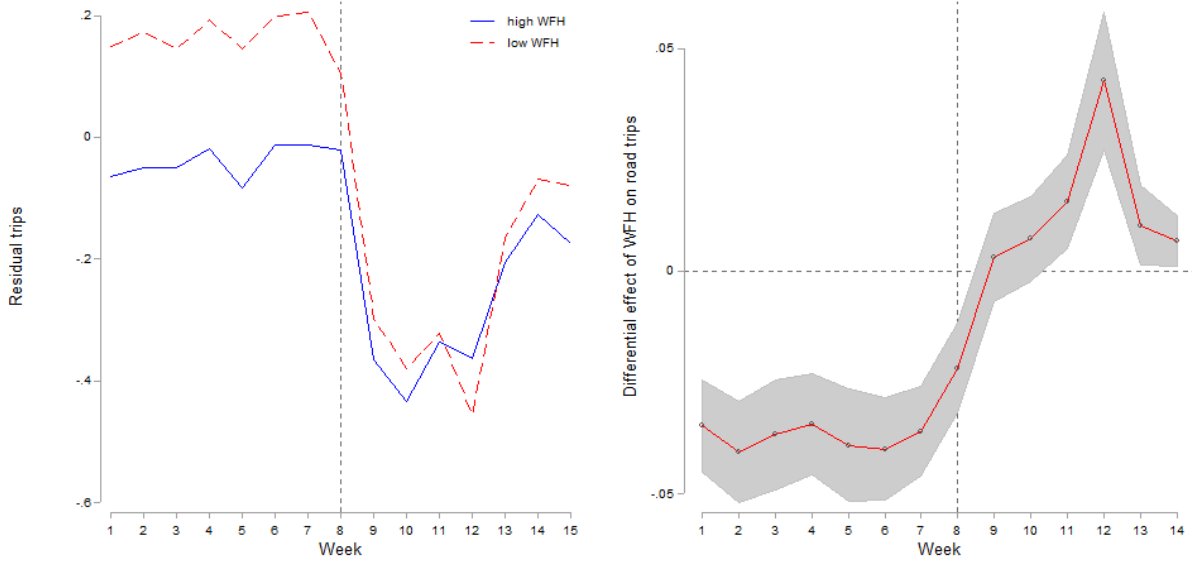 Residual trips
.2
0
-.2
-.4
-.6
high WFH
low WFH
1 2 3 4 5 6 7 8 9 10 11 12 13 14 15
Week
Differential effect of WFH on road trips
.05
0
-.05
1 2 3 4 5 6 7 8 9 10 11 12 13 14
Week